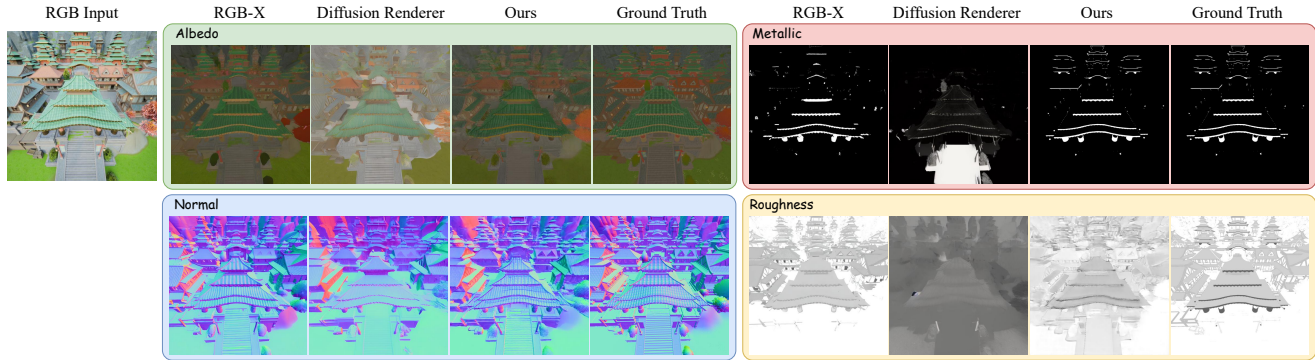 RGB Input RGB-X Diffusion Renderer Ours Ground Truth RGB-X Diffusion Renderer Ours Ground Truth
Albedo
Metallic
Normal
Roughness